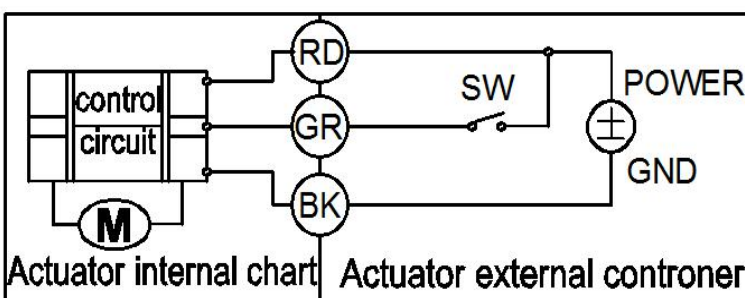 RD
SW
POWER
control
GR
circuit
GND
BK
M
Actuator internal chart
Actuator external controner